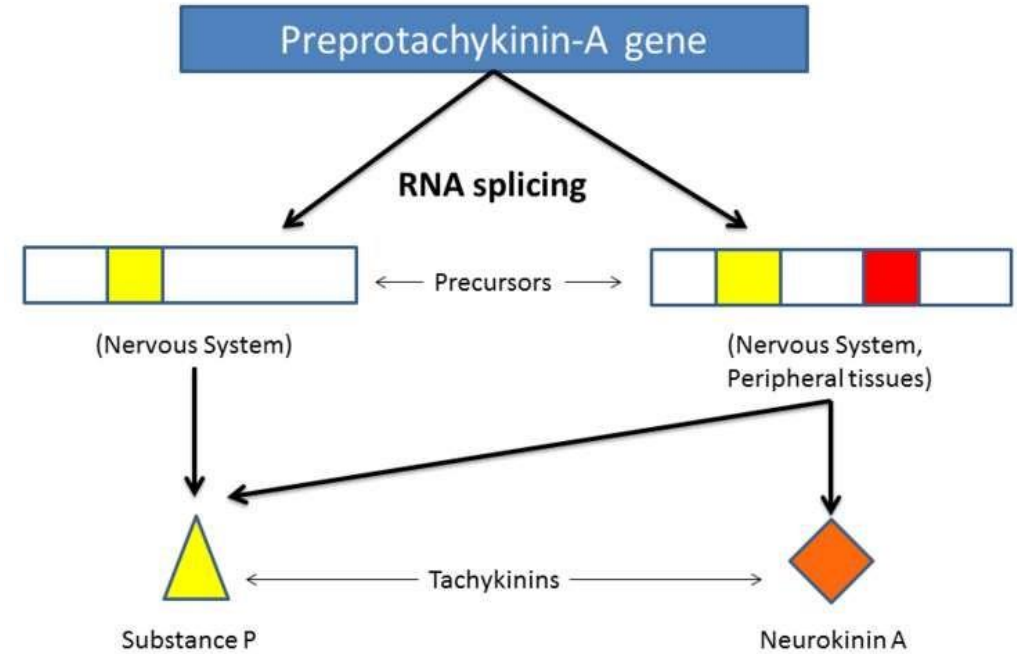 Preprotachykinin-A gene
RNA splicing
Precursors
(Nervous System)
(Nervous System,
Peripheral tissues)
Tachykinins
Substance P
Neurokinin A